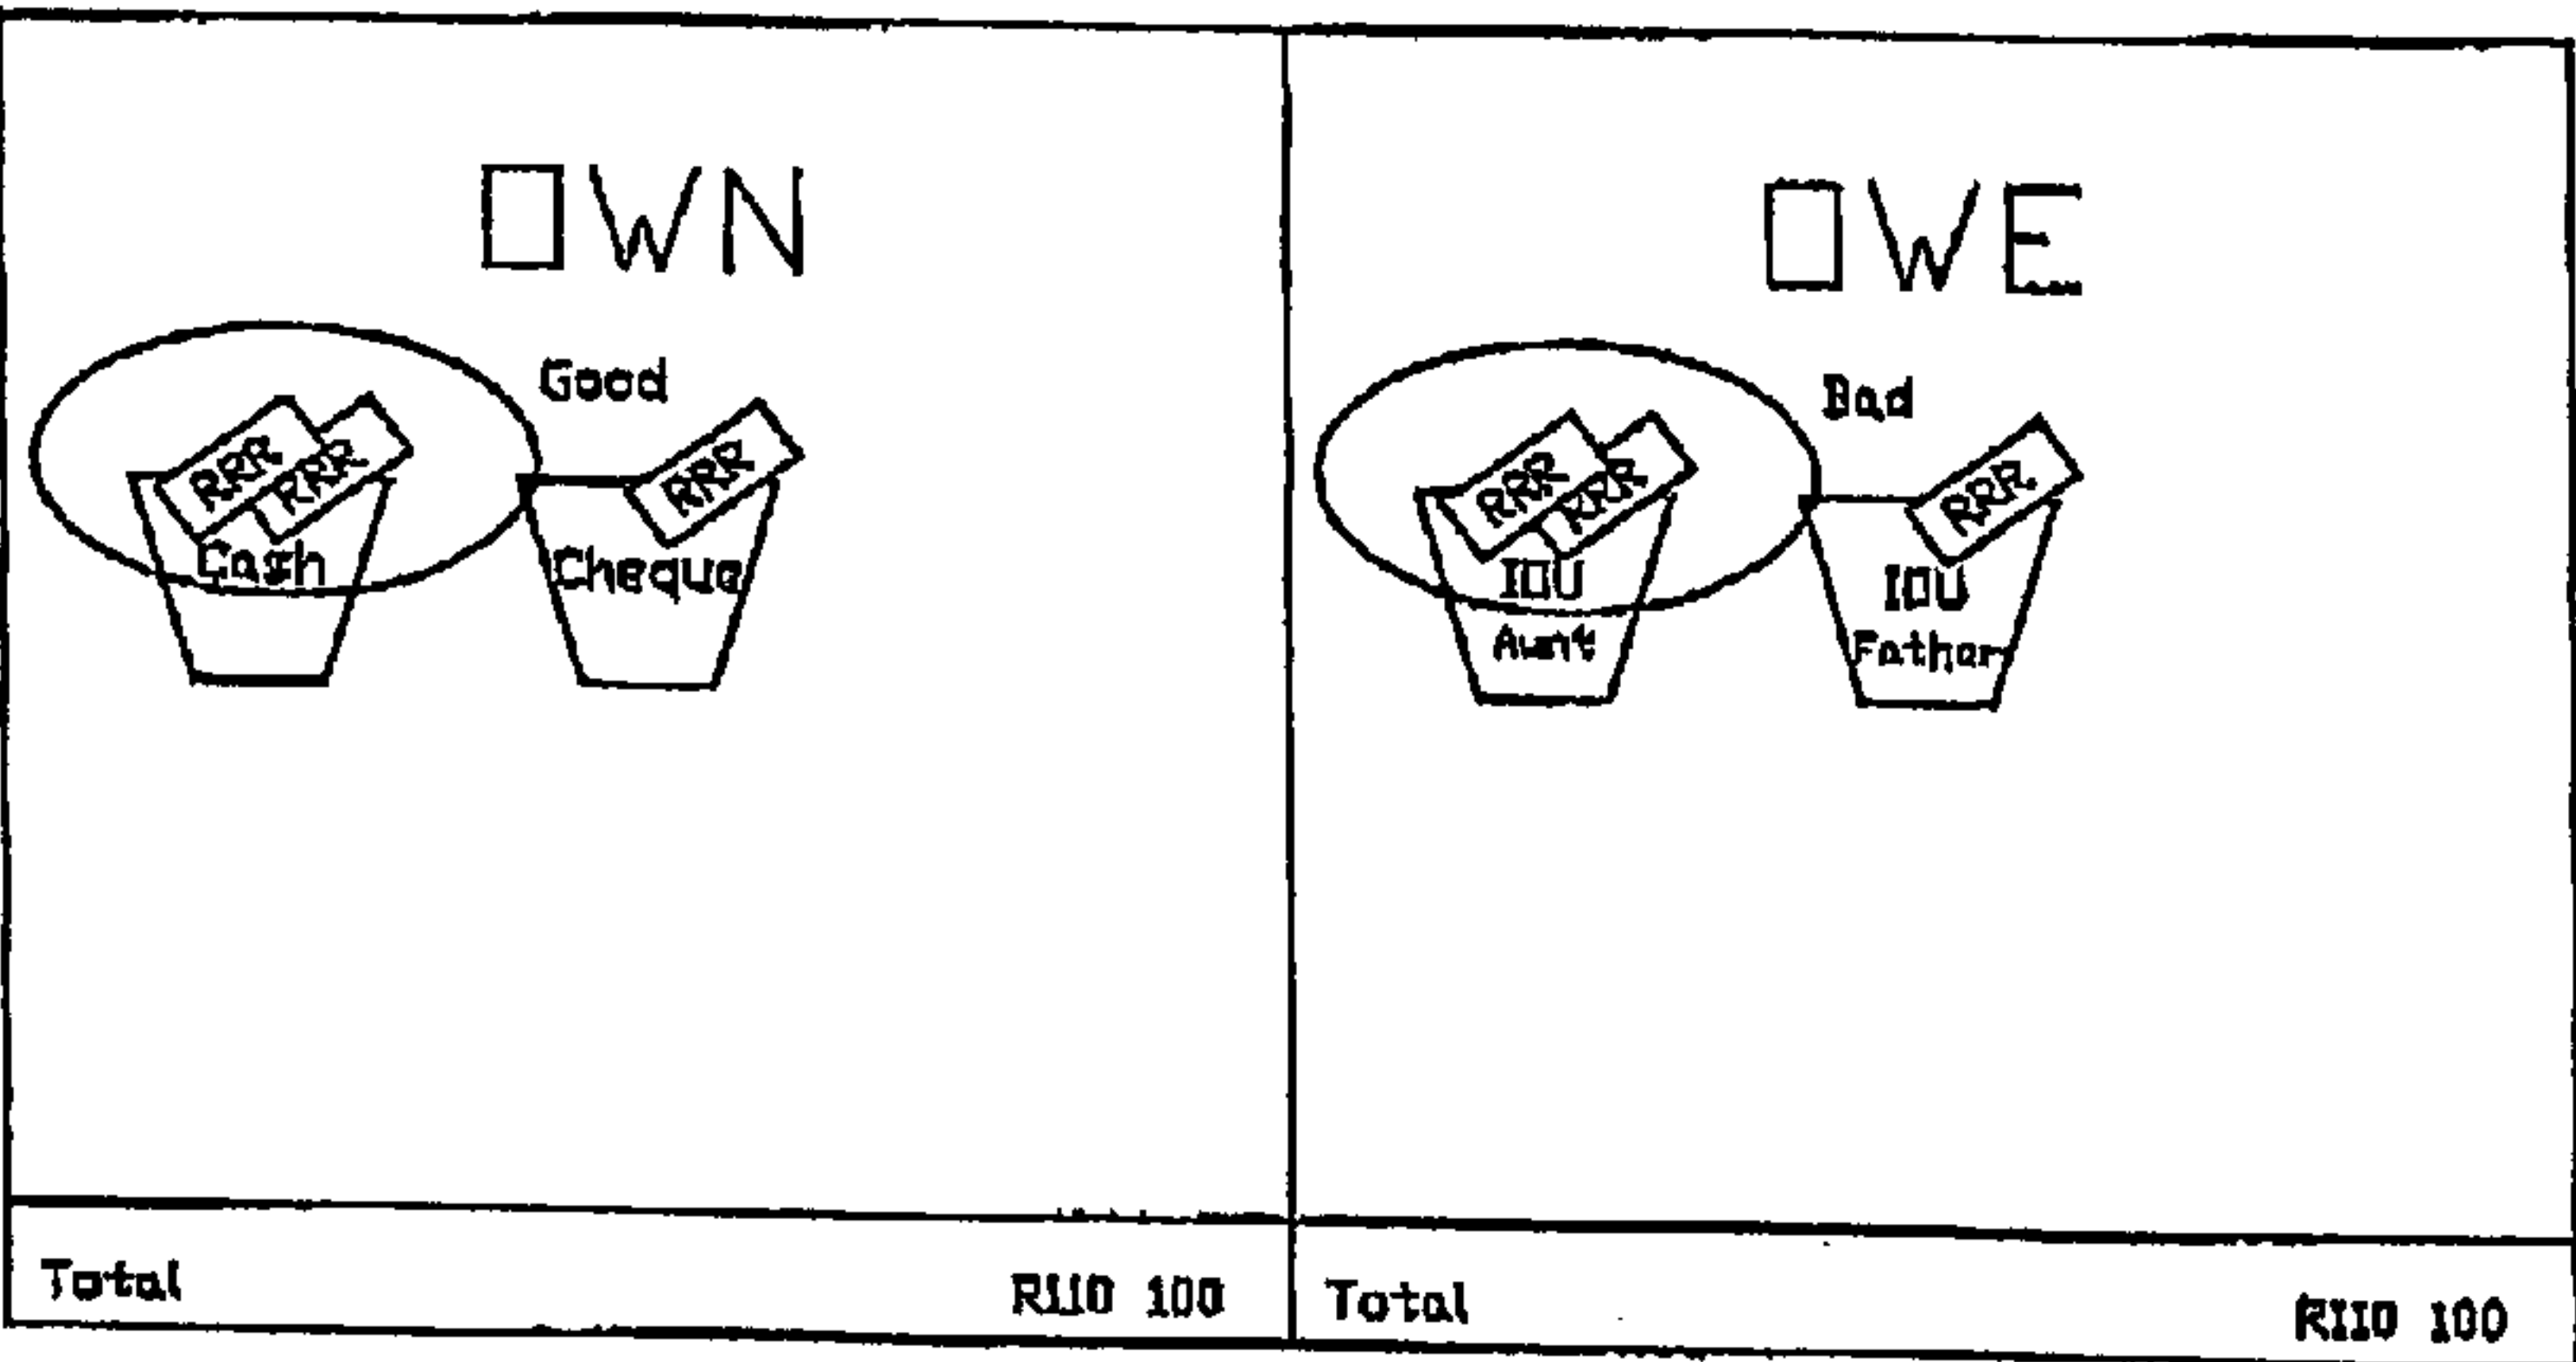 OWN
Good
RRR RRR
Cash
RRR
Cheque
Total R110 100
OWE
Bad
RRR RRR
IOU
Aunt
RRR
IOU
Father
Total R110 100